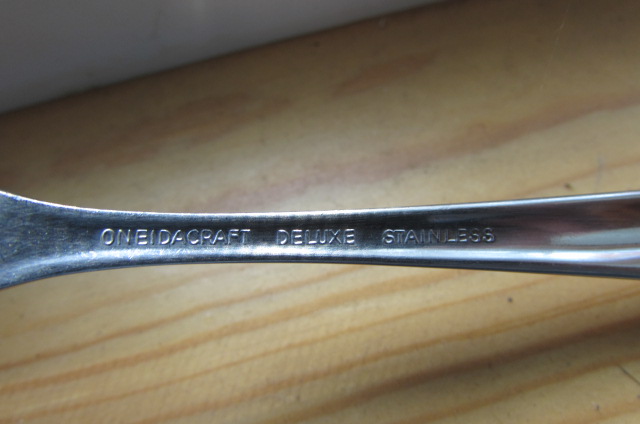 ONEIDACRAFT DELUXE STAINLESS